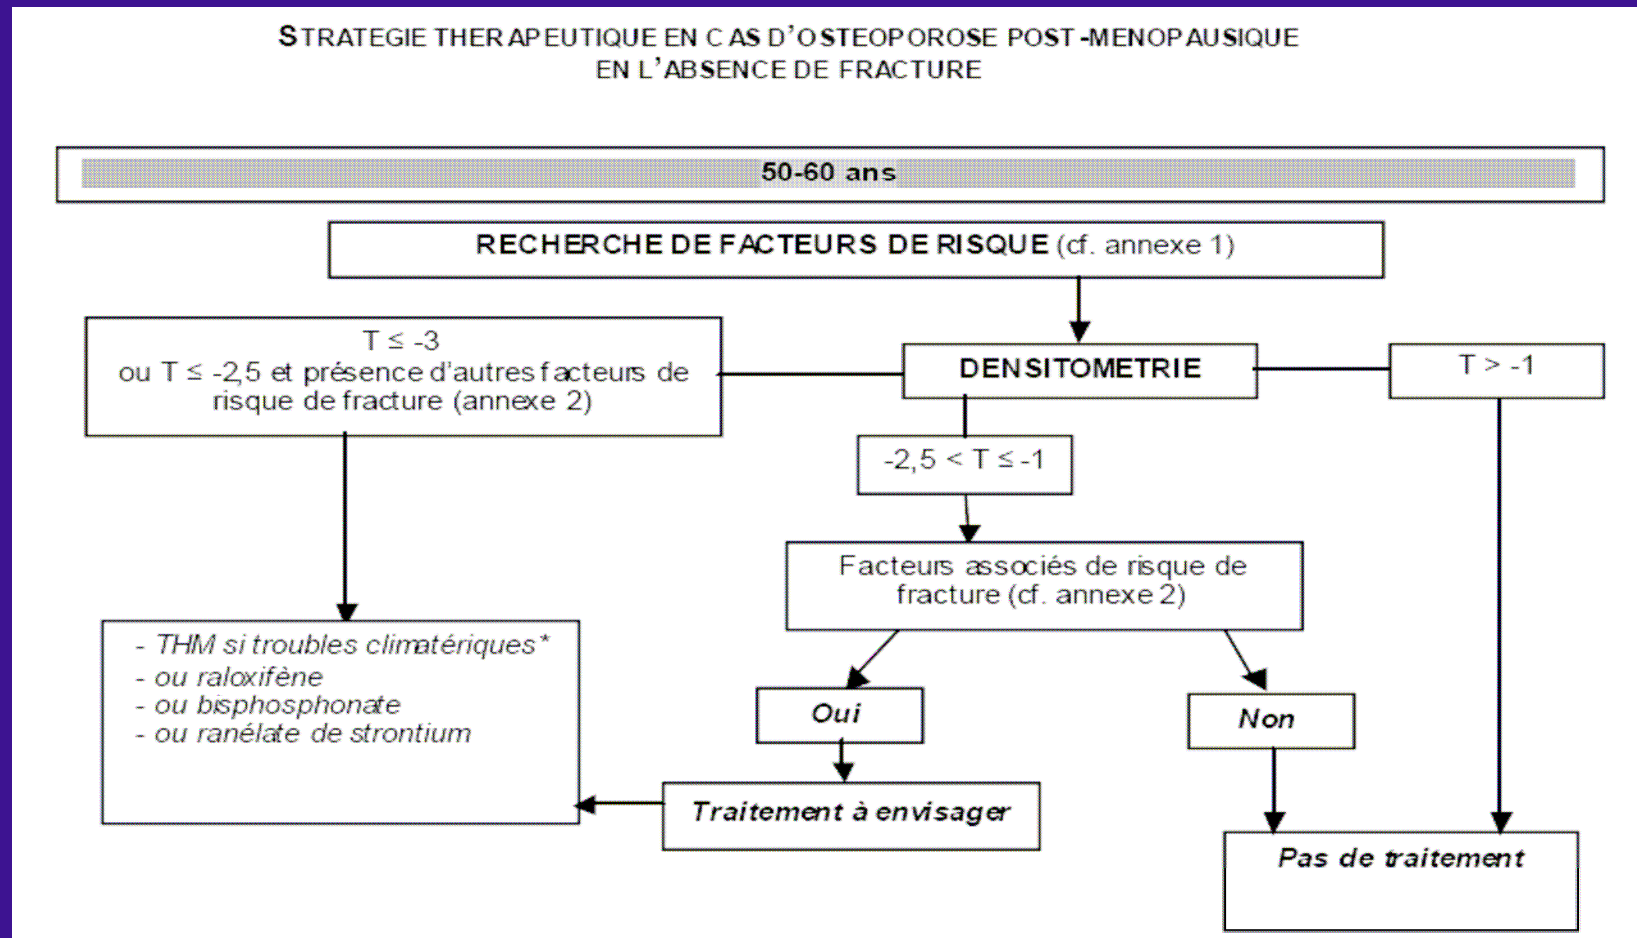 STRATEGIE THERAPEUTIQUE EN CAS D'OSTEOPOROSE POST-MENOPAUSIQUE
EN L'ABSENCE DE FRACTURE
50-60 ans
RECHERCHE DE FACTEURS DE RISQUE (cf. annexe 1)
T ≤ -3
ou T ≤ -2,5 et présence d'autres facteurs de
risque de fracture (annexe 2)
DENSITOMETRIE
T > -1
-2,5 < T ≤ -1
Facteurs associés de risque de
fracture (cf. annexe 2)
- THM si troubles climatériques*
- ou raloxifène
- ou bisphosphonate
- ou ranélate de strontium
Oui
Non
Traitement à envisager
Pas de traitement